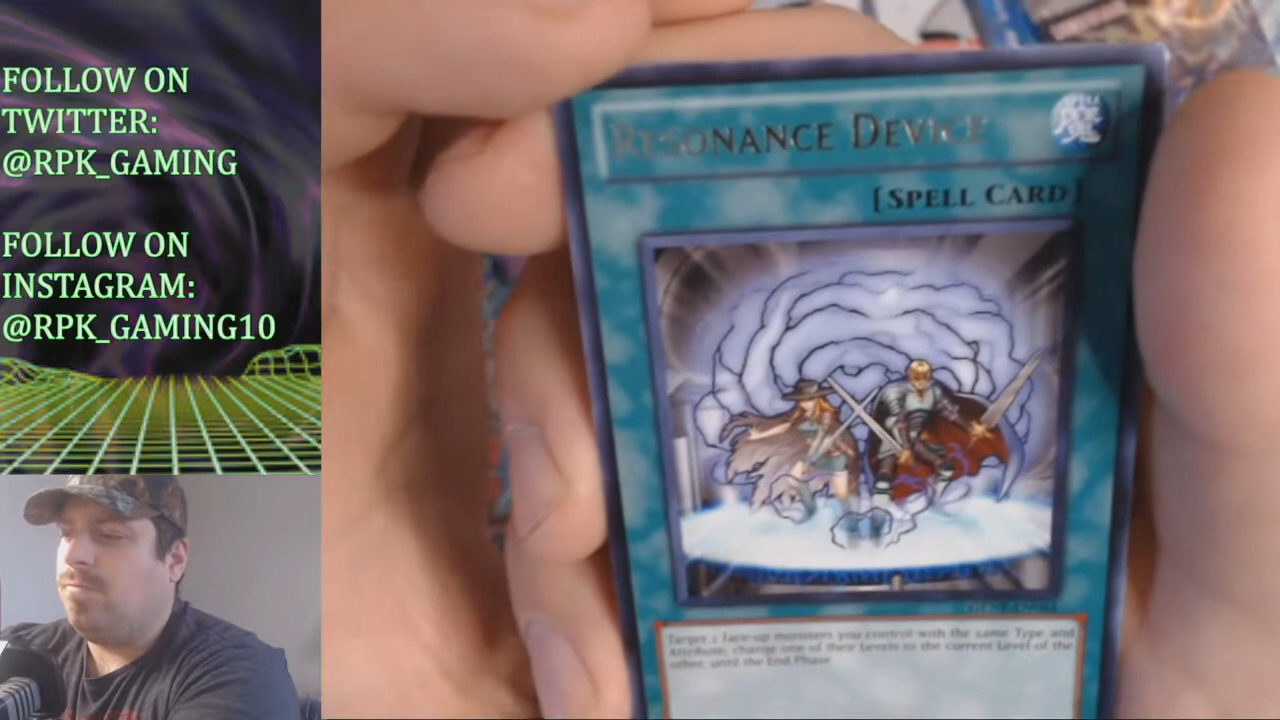 FOLLOW ON
TWITTER:
@RPK_GAMING
FOLLOW ON
INSTAGRAM:
@RPK_GAMING10
RESONANCE DEVICE
[SPELL CARD]
Target 2 face-up monsters you control with the same Type and
Attribute; change one of their Levels to the current Level of the
other, until the End Phase.